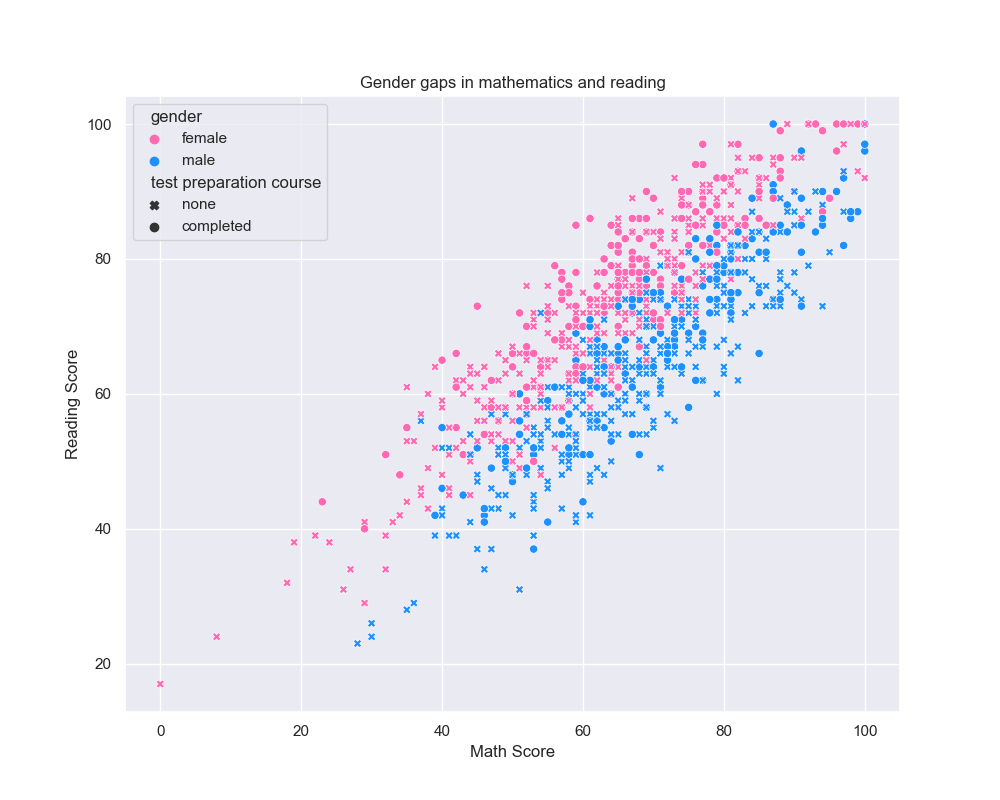 Gender gaps in mathematics and reading
gender
female
male
test preparation course
none
completed
100
80
60
40
20
Reading Score
0
20
40
60
80
100
Math Score